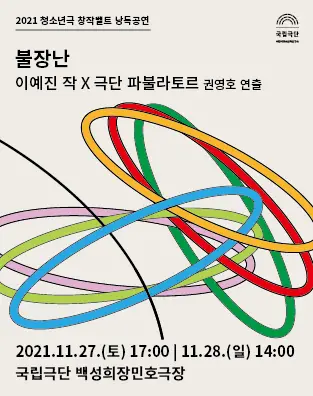 2021 청소년극 창작벨트 낭독공연
국립극단
불장난
이예진 작 X 극단 파불라토르 권영호 연출
2021.11.27.(토) 17:00 | 11.28.(일) 14:00
국립극단 백성희장민호극장